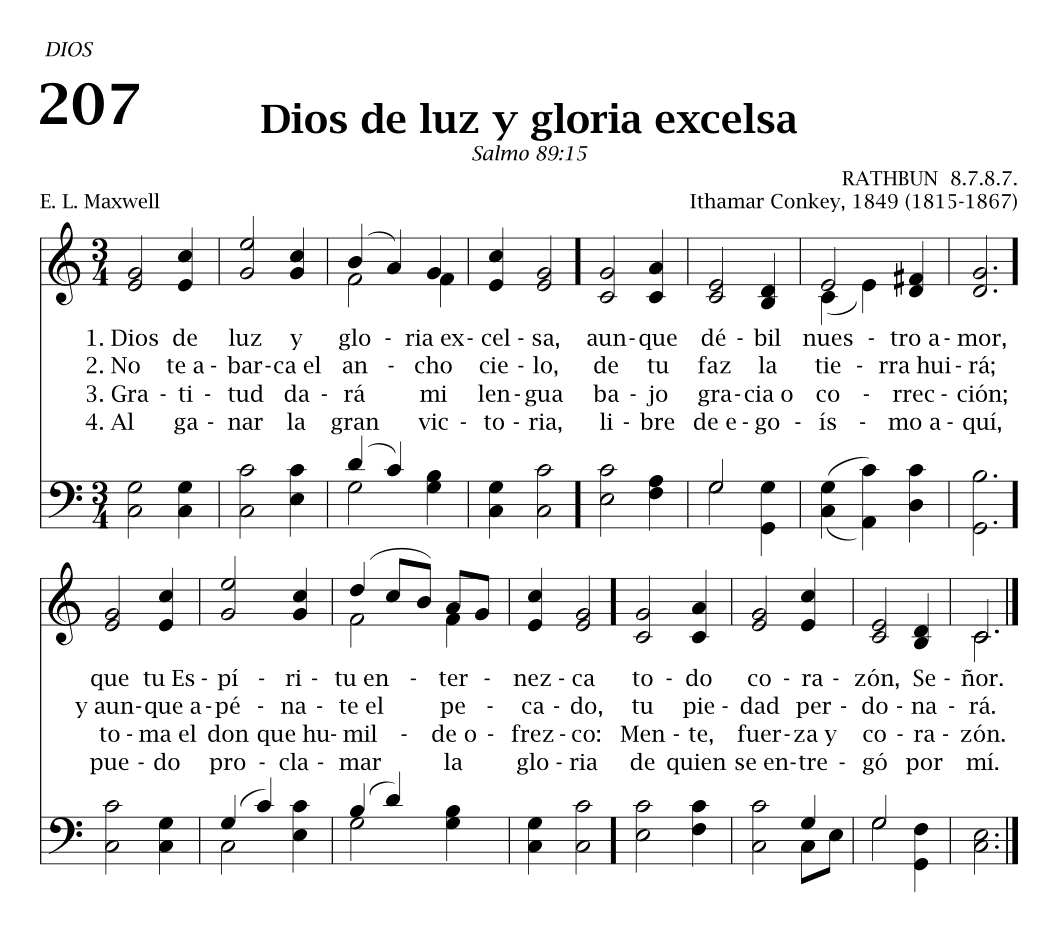 DIOS
207
Dios de luz y gloria excelsa
Salmo 89:15
RATHBUN 8.7.8.7.
E. L. Maxwell
Ithamar Conkey, 1849 (1815-1867)
3 4
1. Dios de luz y glo - ria ex - cel - sa, aun - que dé - bil nues - tro a - mor,
2. No te a - bar - ca el an - cho cie - lo, de tu faz la tie - rra hui - rá;
3. Gra - ti - tud da - rá mi len - gua ba - jo gra - cia o co - rrec - ción;
4. Al ga - nar la gran vic - to - ria, li - bre de e - go - ís - mo a - quí,
3 4
que tu Es - pí - ri - tu en - ter - nez - ca to - do co - ra - zón, Se - ñor.
y aun - que a - pé - na - te el pe - ca - do, tu pie - dad per - do - na - rá.
to - ma el don que hu - mil - de o - frez - co: Men - te, fuer - za y co - ra - zón.
pue - do pro - cla - mar la glo - ria de quien se en - tre - gó por mí.